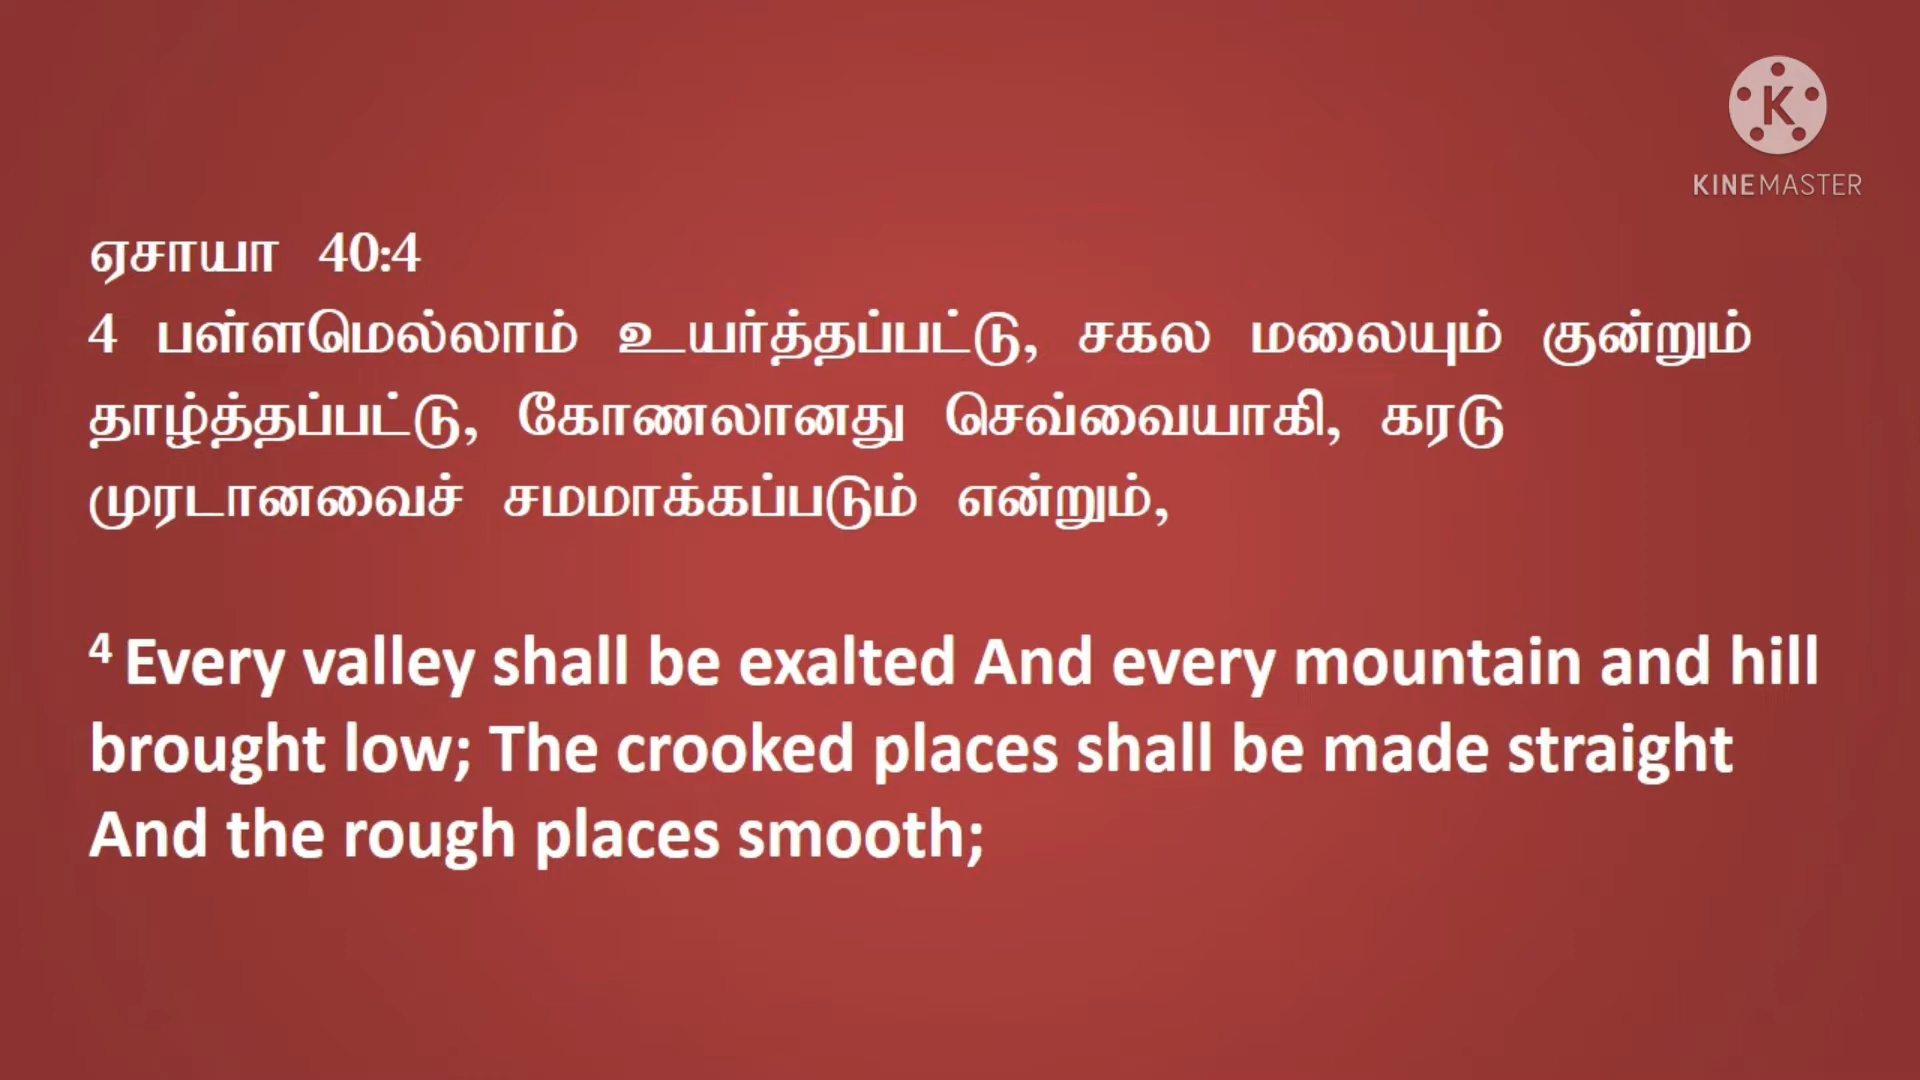 KINEMASTER
ஏசாயா 40:4
4 பள்ளமெல்லாம் உயர்த்தப்பட்டு, சகல மலையும் குன்றும்
தாழ்த்தப்பட்டு, கோணலானது செவ்வையாகி, கரடு
முரடானவைச் சமமாக்கப்படும் என்றும்,
4 Every valley shall be exalted And every mountain and hill
brought low; The crooked places shall be made straight
And the rough places smooth;